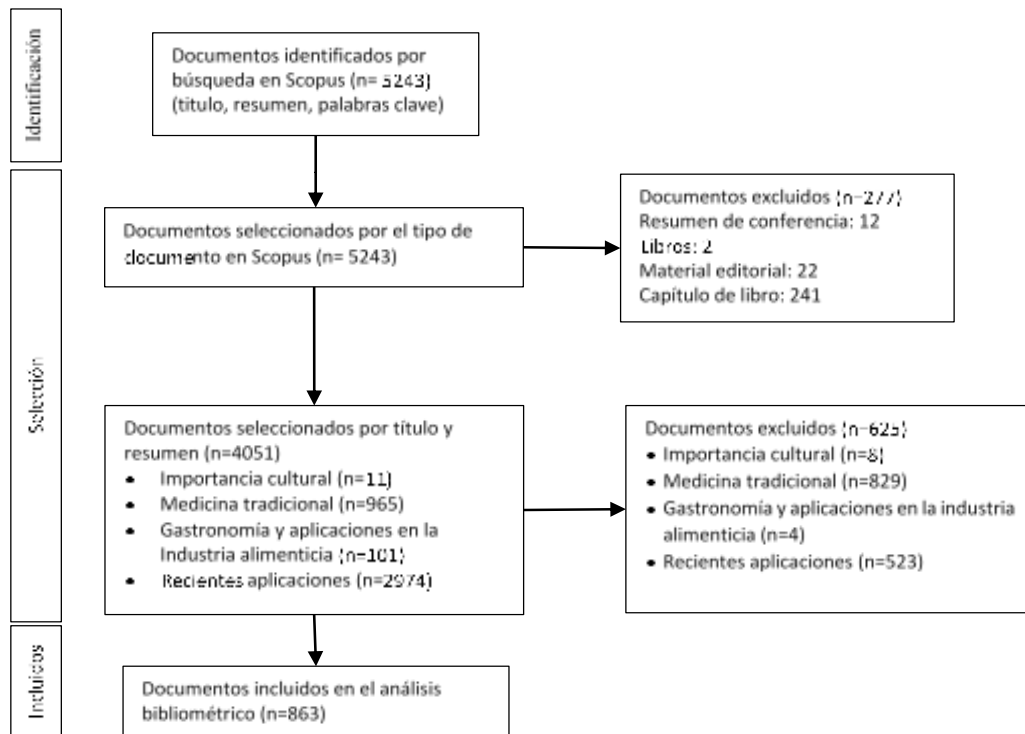 Identificación
Documentos identificados por
búsqueda en Scopus (n= 5243)
(titulo, resumen, palabras clave)
Selección
Documentos seleccionados por el tipo de
documento en Scopus (n= 5243)
Documentos excluidos (n=277)
Resumen de conferencia: 12
Libros: 2
Material editorial: 22
Capítulo de libro: 241
Documentos seleccionados por título y
resumen (n=4051)
• Importancia cultural (n=11)
• Medicina tradicional (n=965)
• Gastronomía y aplicaciones en la
Industria alimenticia (n=101)
• Recientes aplicaciones (n=2974)
Documentos excluidos (n=625)
• Importancia cultural (n=8)
• Medicina tradicional (n=829)
• Gastronomía y aplicaciones en la industria
alimenticia (n=4)
• Recientes aplicaciones (n=523)
Incluidos
Documentos incluidos en el análisis
bibliométrico (n=863)